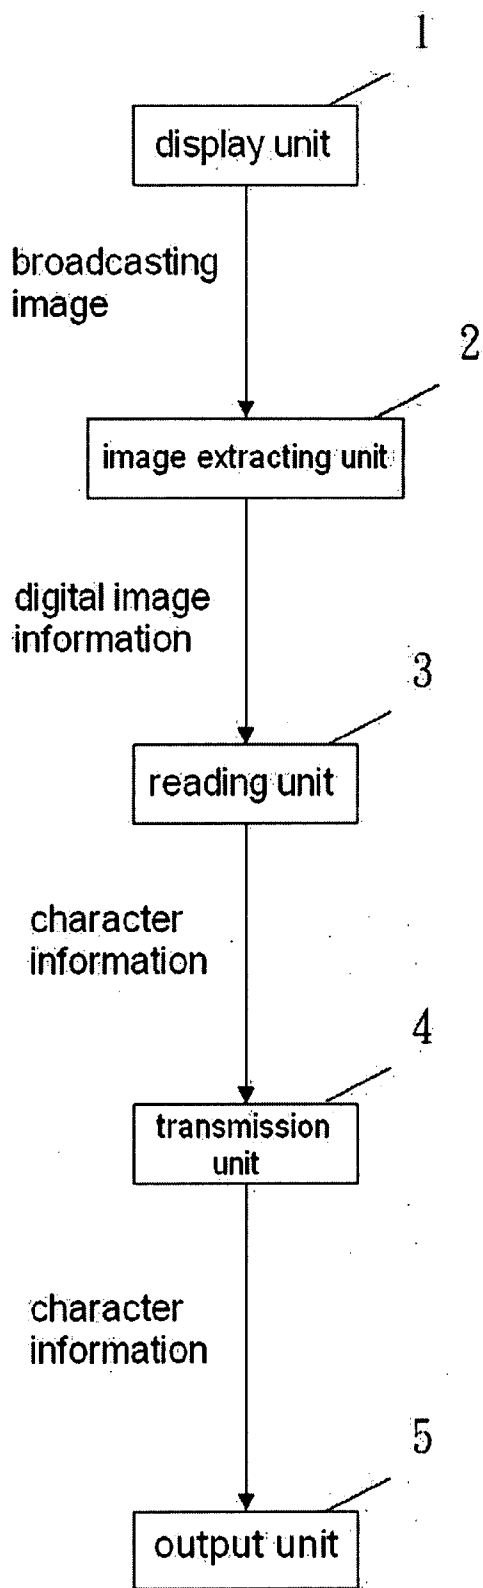 1
display unit
broadcasting
image
2
image extracting unit
digital image
information
3
reading unit
character
information
4
transmission
unit
character
information
5
output unit